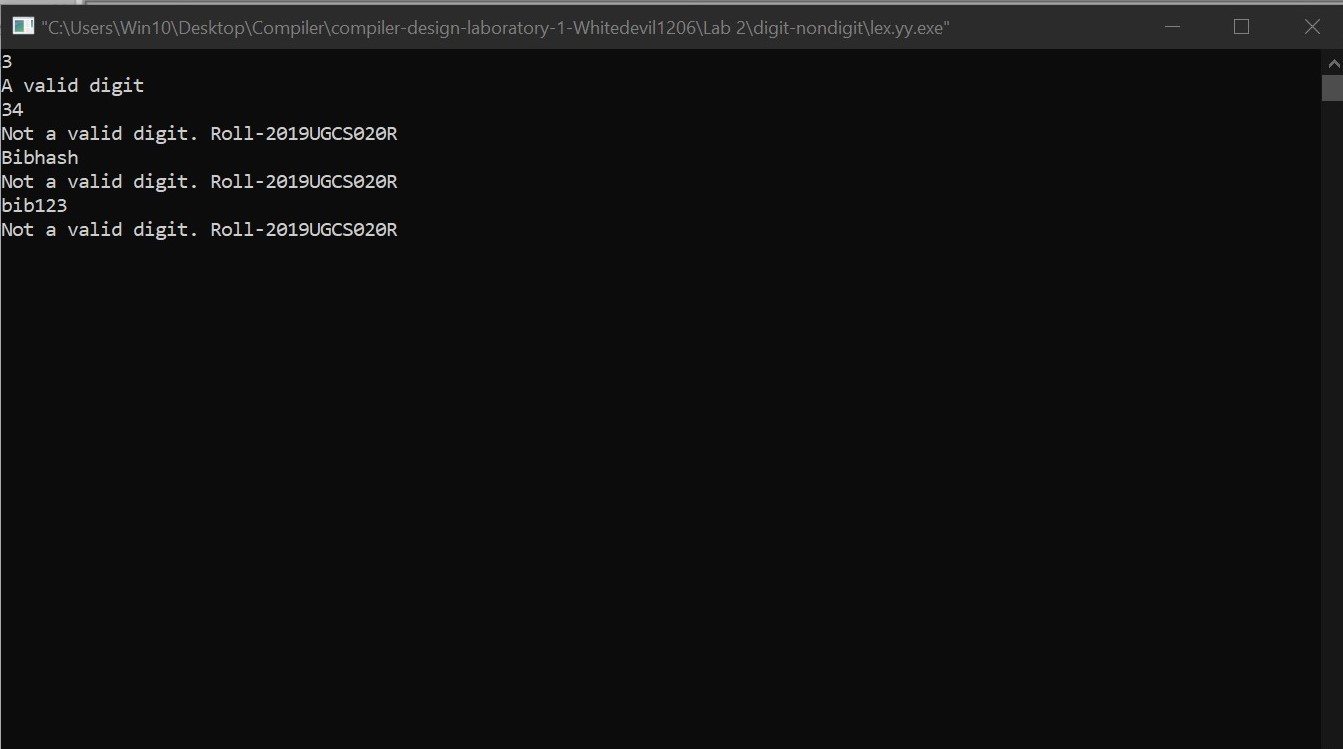 "C:\Users\Win10\Desktop\Compiler\compiler-design-laboratory-1-Whitedevil1206\Lab 2\digit-nondigit\lex.yy.exe"
3
A valid digit
34
Not a valid digit. Roll-2019UGCS020R
Bibhash
Not a valid digit. Roll-2019UGCS020R
bib123
Not a valid digit. Roll-2019UGCS020R